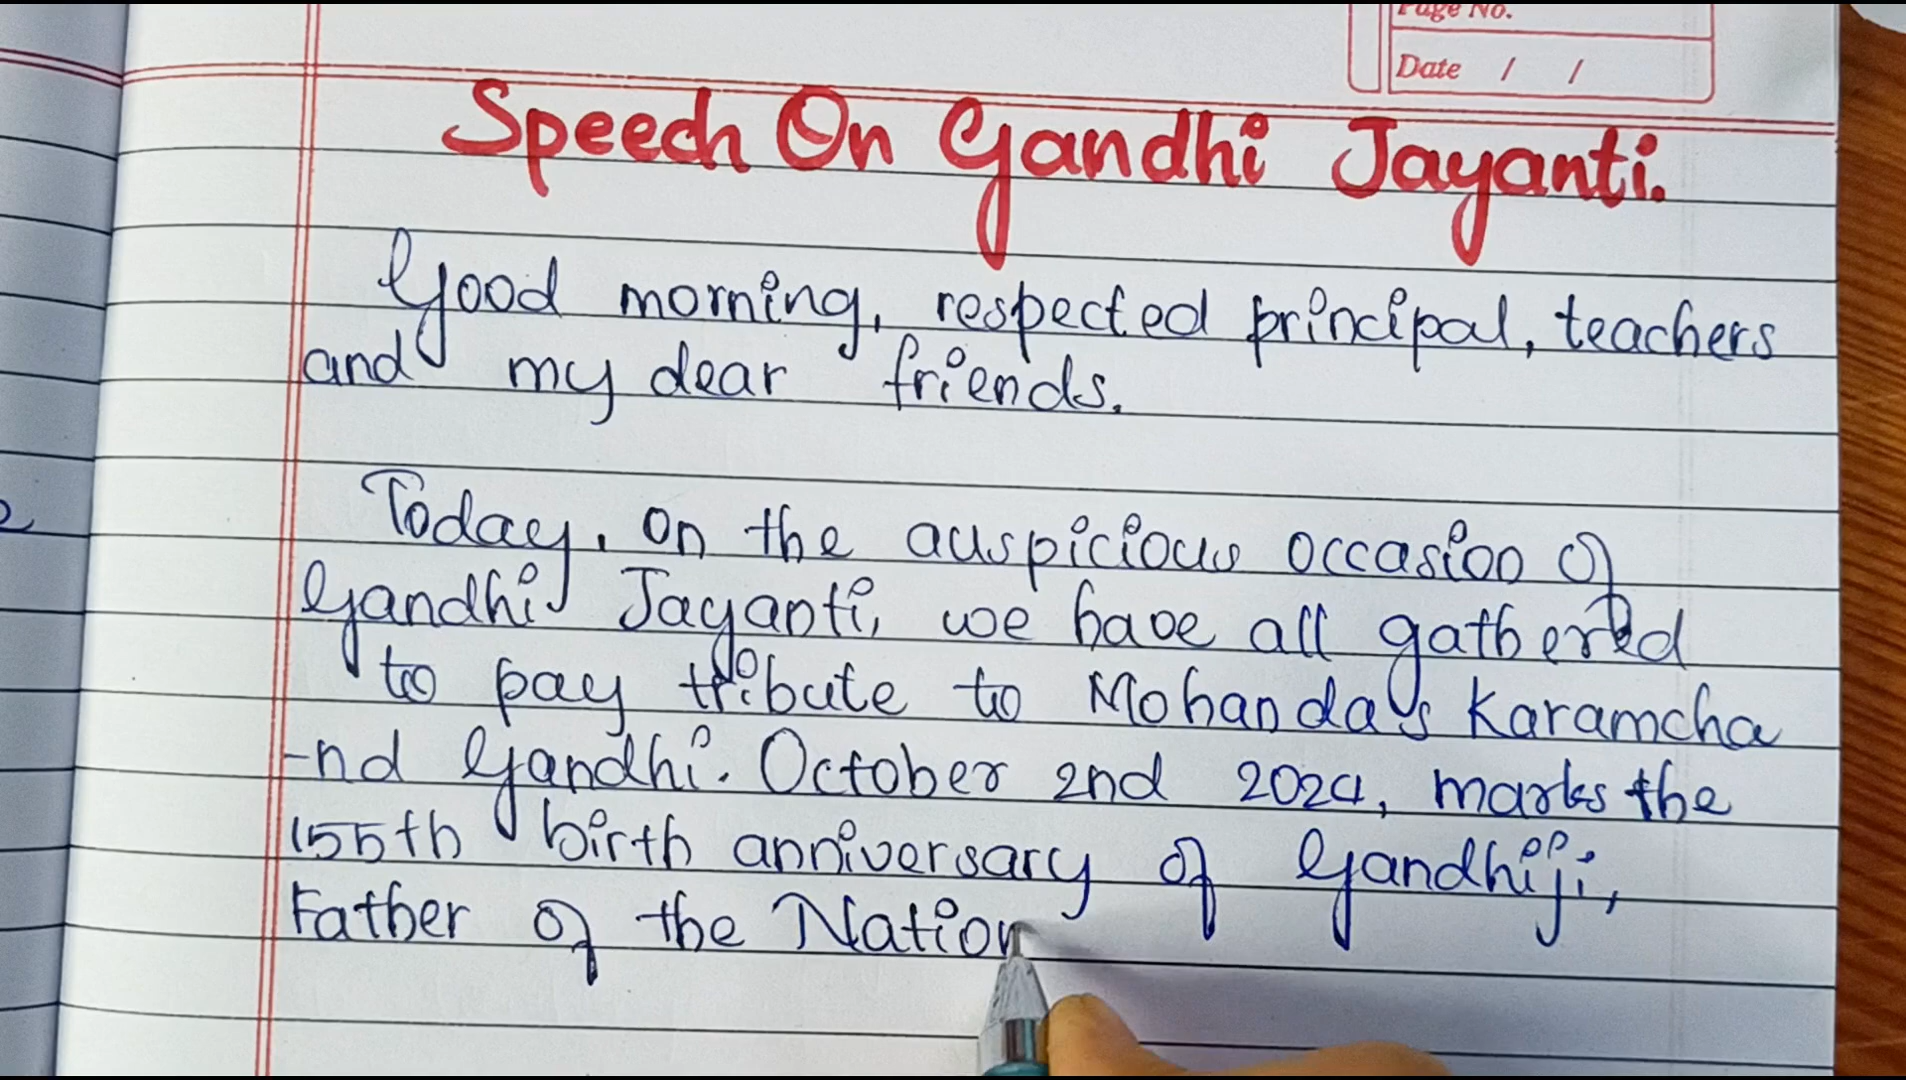 Page No.
Date / /
Speech On Gandhi Jayanti.
Good morning, respected principal, teachers
and my dear friends.
Today, on the auspicious occasion of
Gandhi Jayanti, we have all gathered
to pay tribute to Mohandas Karamcha
-nd Gandhi. October 2nd 2024, marks the
155th birth anniversary of Gandhiji,
Father of the Nation